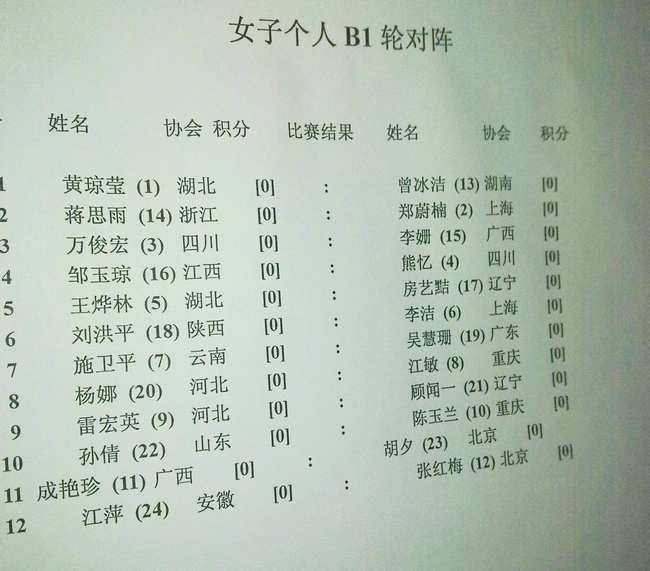 女子个人 B1 轮对阵
姓名 协会 积分 比赛结果 姓名 协会 积分
1 黄琼莹 (1) 湖北 [0] : 曾冰洁 (13) 湖南 [0]
2 蒋思雨 (14) 浙江 [0] : 郑蔚楠 (2) 上海 [0]
3 万俊宏 (3) 四川 [0] : 李姗 (15) 广西 [0]
4 邹玉琼 (16) 江西 [0] : 熊忆 (4) 四川 [0]
5 王烨林 (5) 湖北 [0] : 房艺黠 (17) 辽宁 [0]
6 刘洪平 (18) 陕西 [0] : 李洁 (6) 上海 [0]
7 施卫平 (7) 云南 [0] : 吴慧珊 (19) 广东 [0]
8 杨娜 (20) 河北 [0] : 江敏 (8) 重庆 [0]
9 雷宏英 (9) 河北 [0] : 顾闻一 (21) 辽宁 [0]
10 孙倩 (22) 山东 [0] : 陈玉兰 (10) 重庆 [0]
11 成艳珍 (11) 广西 [0] : 胡夕 (23) 北京 [0]
12 江萍 (24) 安徽 [0] : 张红梅 (12) 北京 [0]